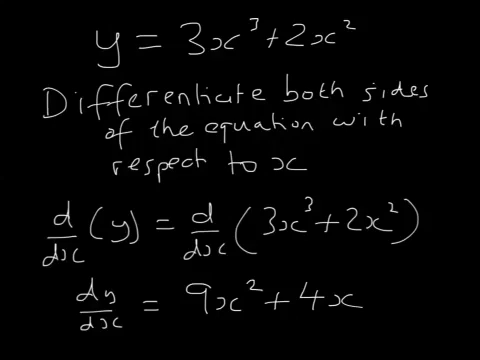 y = 3x³+2x²
Differentiate both sides
of the equation with
respect to x
d/dx (y) = d/dx (3x³+2x²)
dy/dx = 9x²+4x